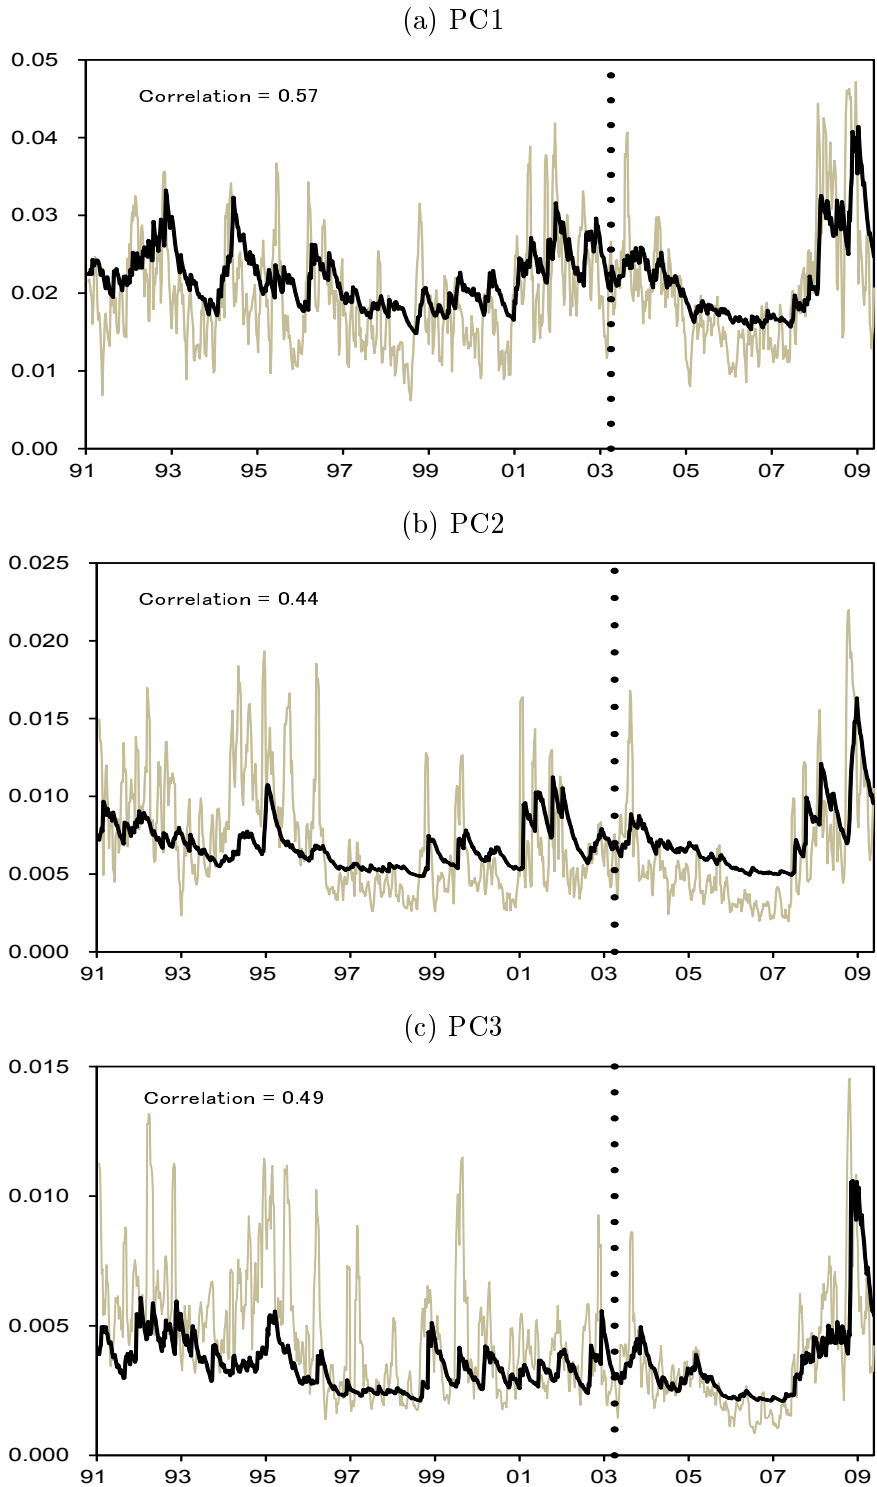 (a) PC1
0.05
Correlation = 0.57
0.04
0.03
0.02
0.01
0.00
91 93 95 97 99 01 03 05 07 09
(b) PC2
0.025
Correlation = 0.44
0.020
0.015
0.010
0.005
0.000
91 93 95 97 99 01 03 05 07 09
(c) PC3
0.015
Correlation = 0.49
0.010
0.005
0.000
91 93 95 97 99 01 03 05 07 09